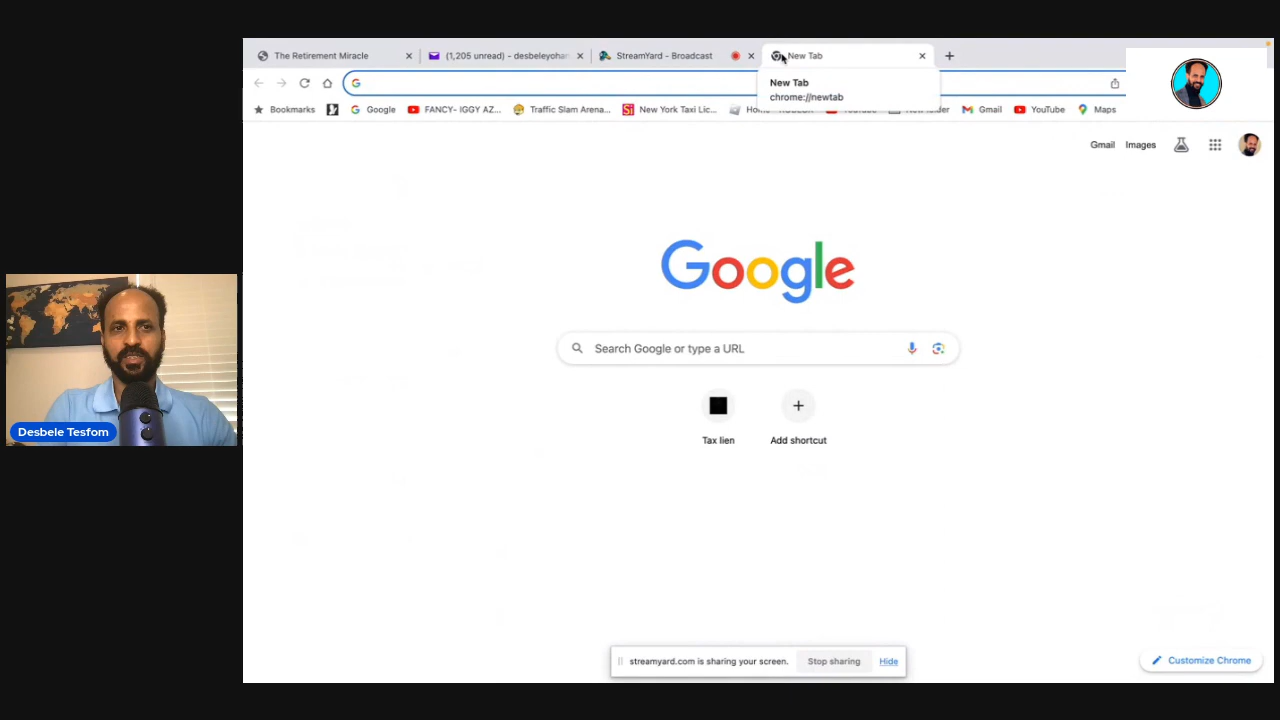 The Retirement Miracle
(1,205 unread) - desbeleyohan
StreamYard - Broadcast
New Tab
New Tab
chrome://newtab
Bookmarks
Google
FANCY- IGGY AZ...
Traffic Slam Arena...
New York Taxi Lic...
Gmail
YouTube
Maps
Gmail
Images
Google
Search Google or type a URL
Tax lien
Add shortcut
Desbele Tesfom
streamyard.com is sharing your screen.
Stop sharing
Hide
Customize Chrome